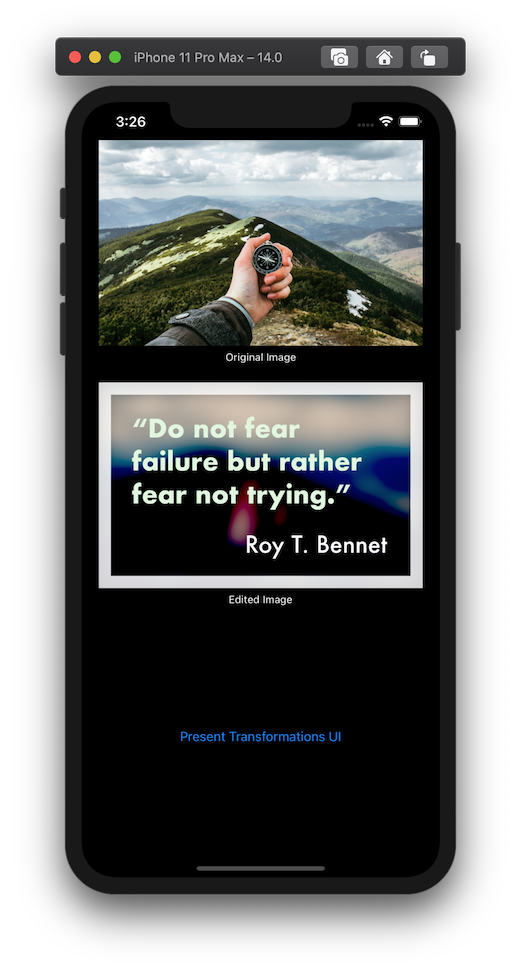 iPhone 11 Pro Max – 14.0
3:26
Original Image
“Do not fear
failure but rather
fear not trying.”
Roy T. Bennet
Edited Image
Present Transformations UI